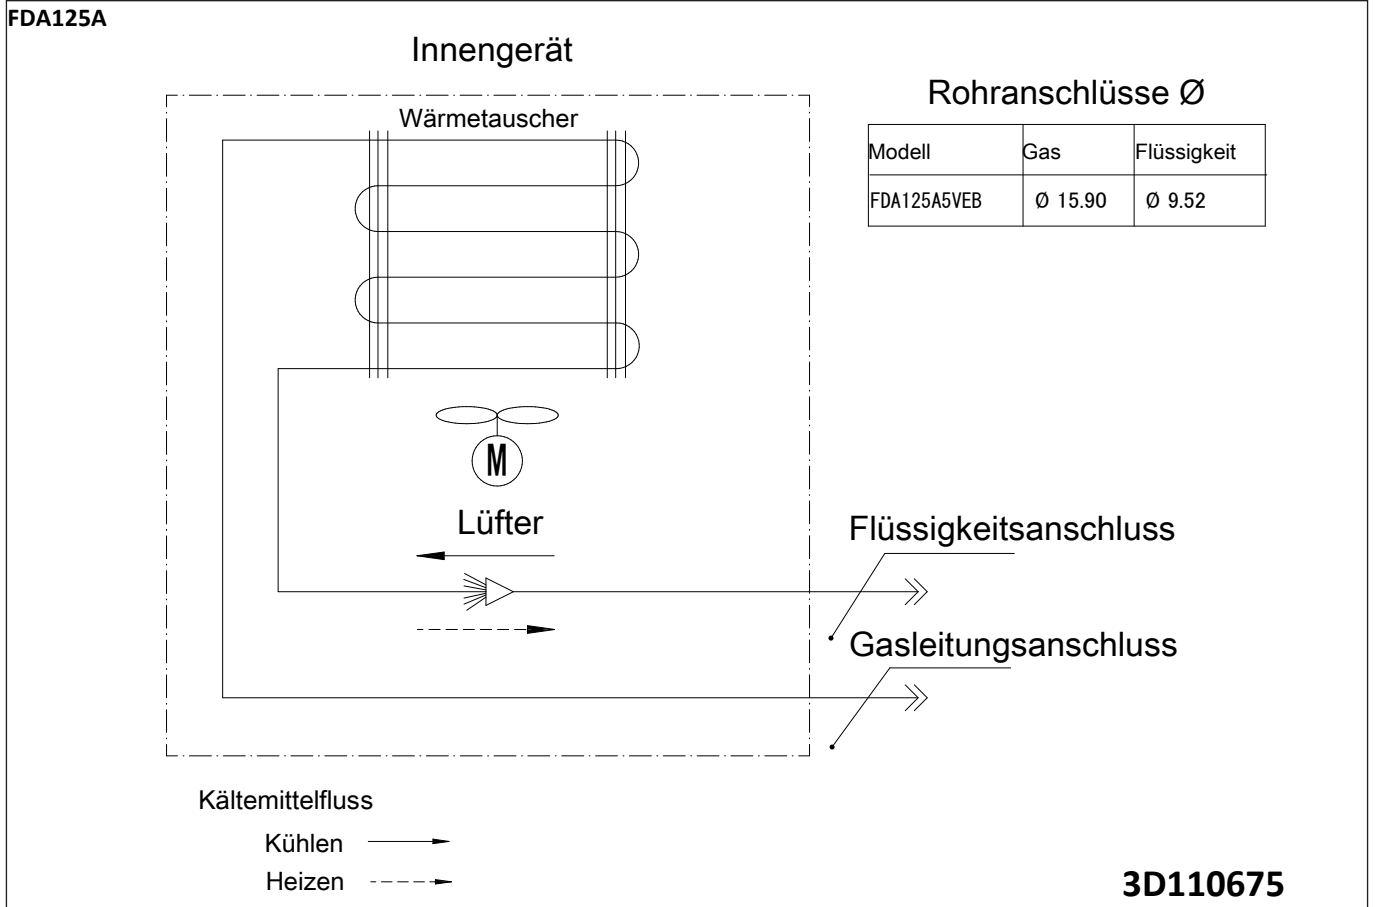 FDA125A
Innengerät
Rohranschlüsse Ø
Wärmetauscher
Modell Gas Flüssigkeit
FDA125A5VEB Ø 15.90 Ø 9.52
M
Lüfter
Flüssigkeitsanschluss
Gasleitungsanschluss
Kältemittelfluss
Kühlen
Heizen
3D110675